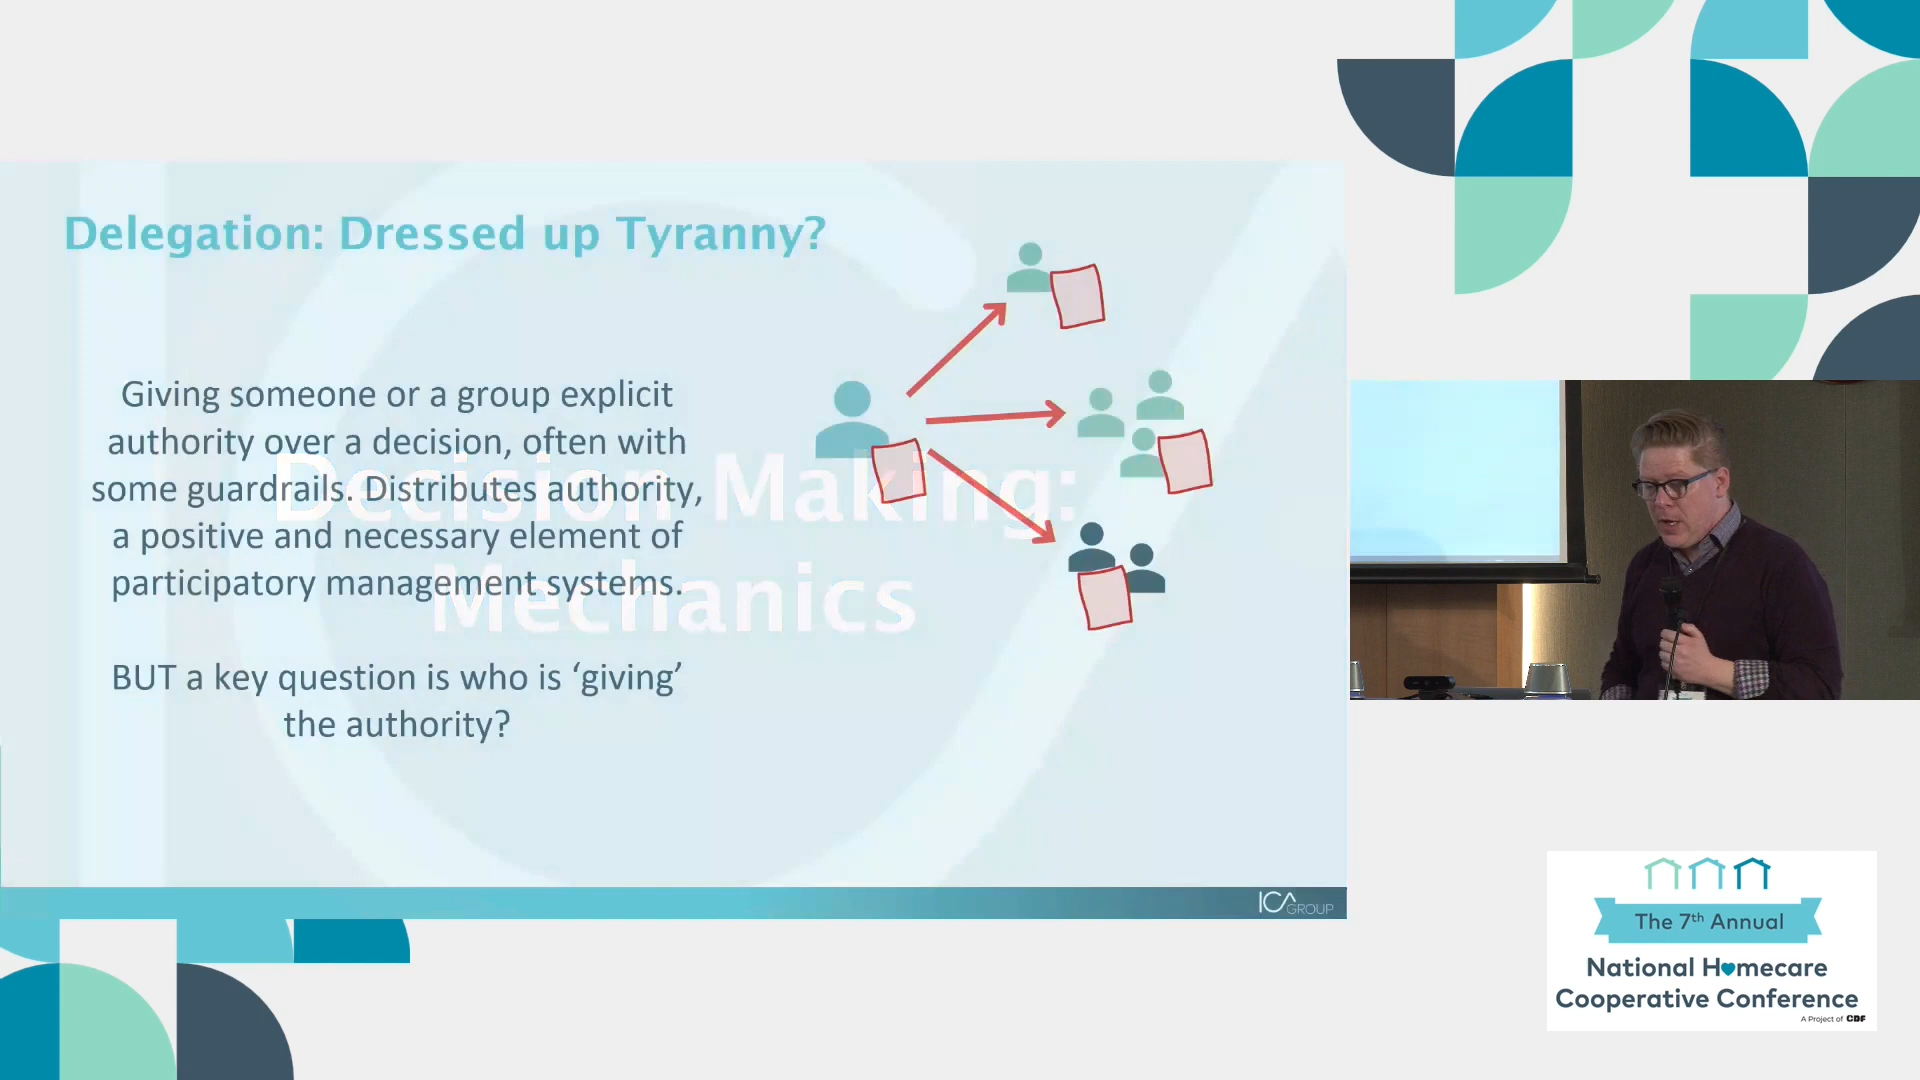 Delegation: Dressed up Tyranny?
Giving someone or a group explicit
authority over a decision, often with
some guardrails. Distributes authority,
a positive and necessary element of
participatory management systems.
BUT a key question is who is ‘giving’
the authority?
Decision Making:
Mechanics
ICA GROUP
The 7th Annual
National Homecare
Cooperative Conference
A Project of CDF